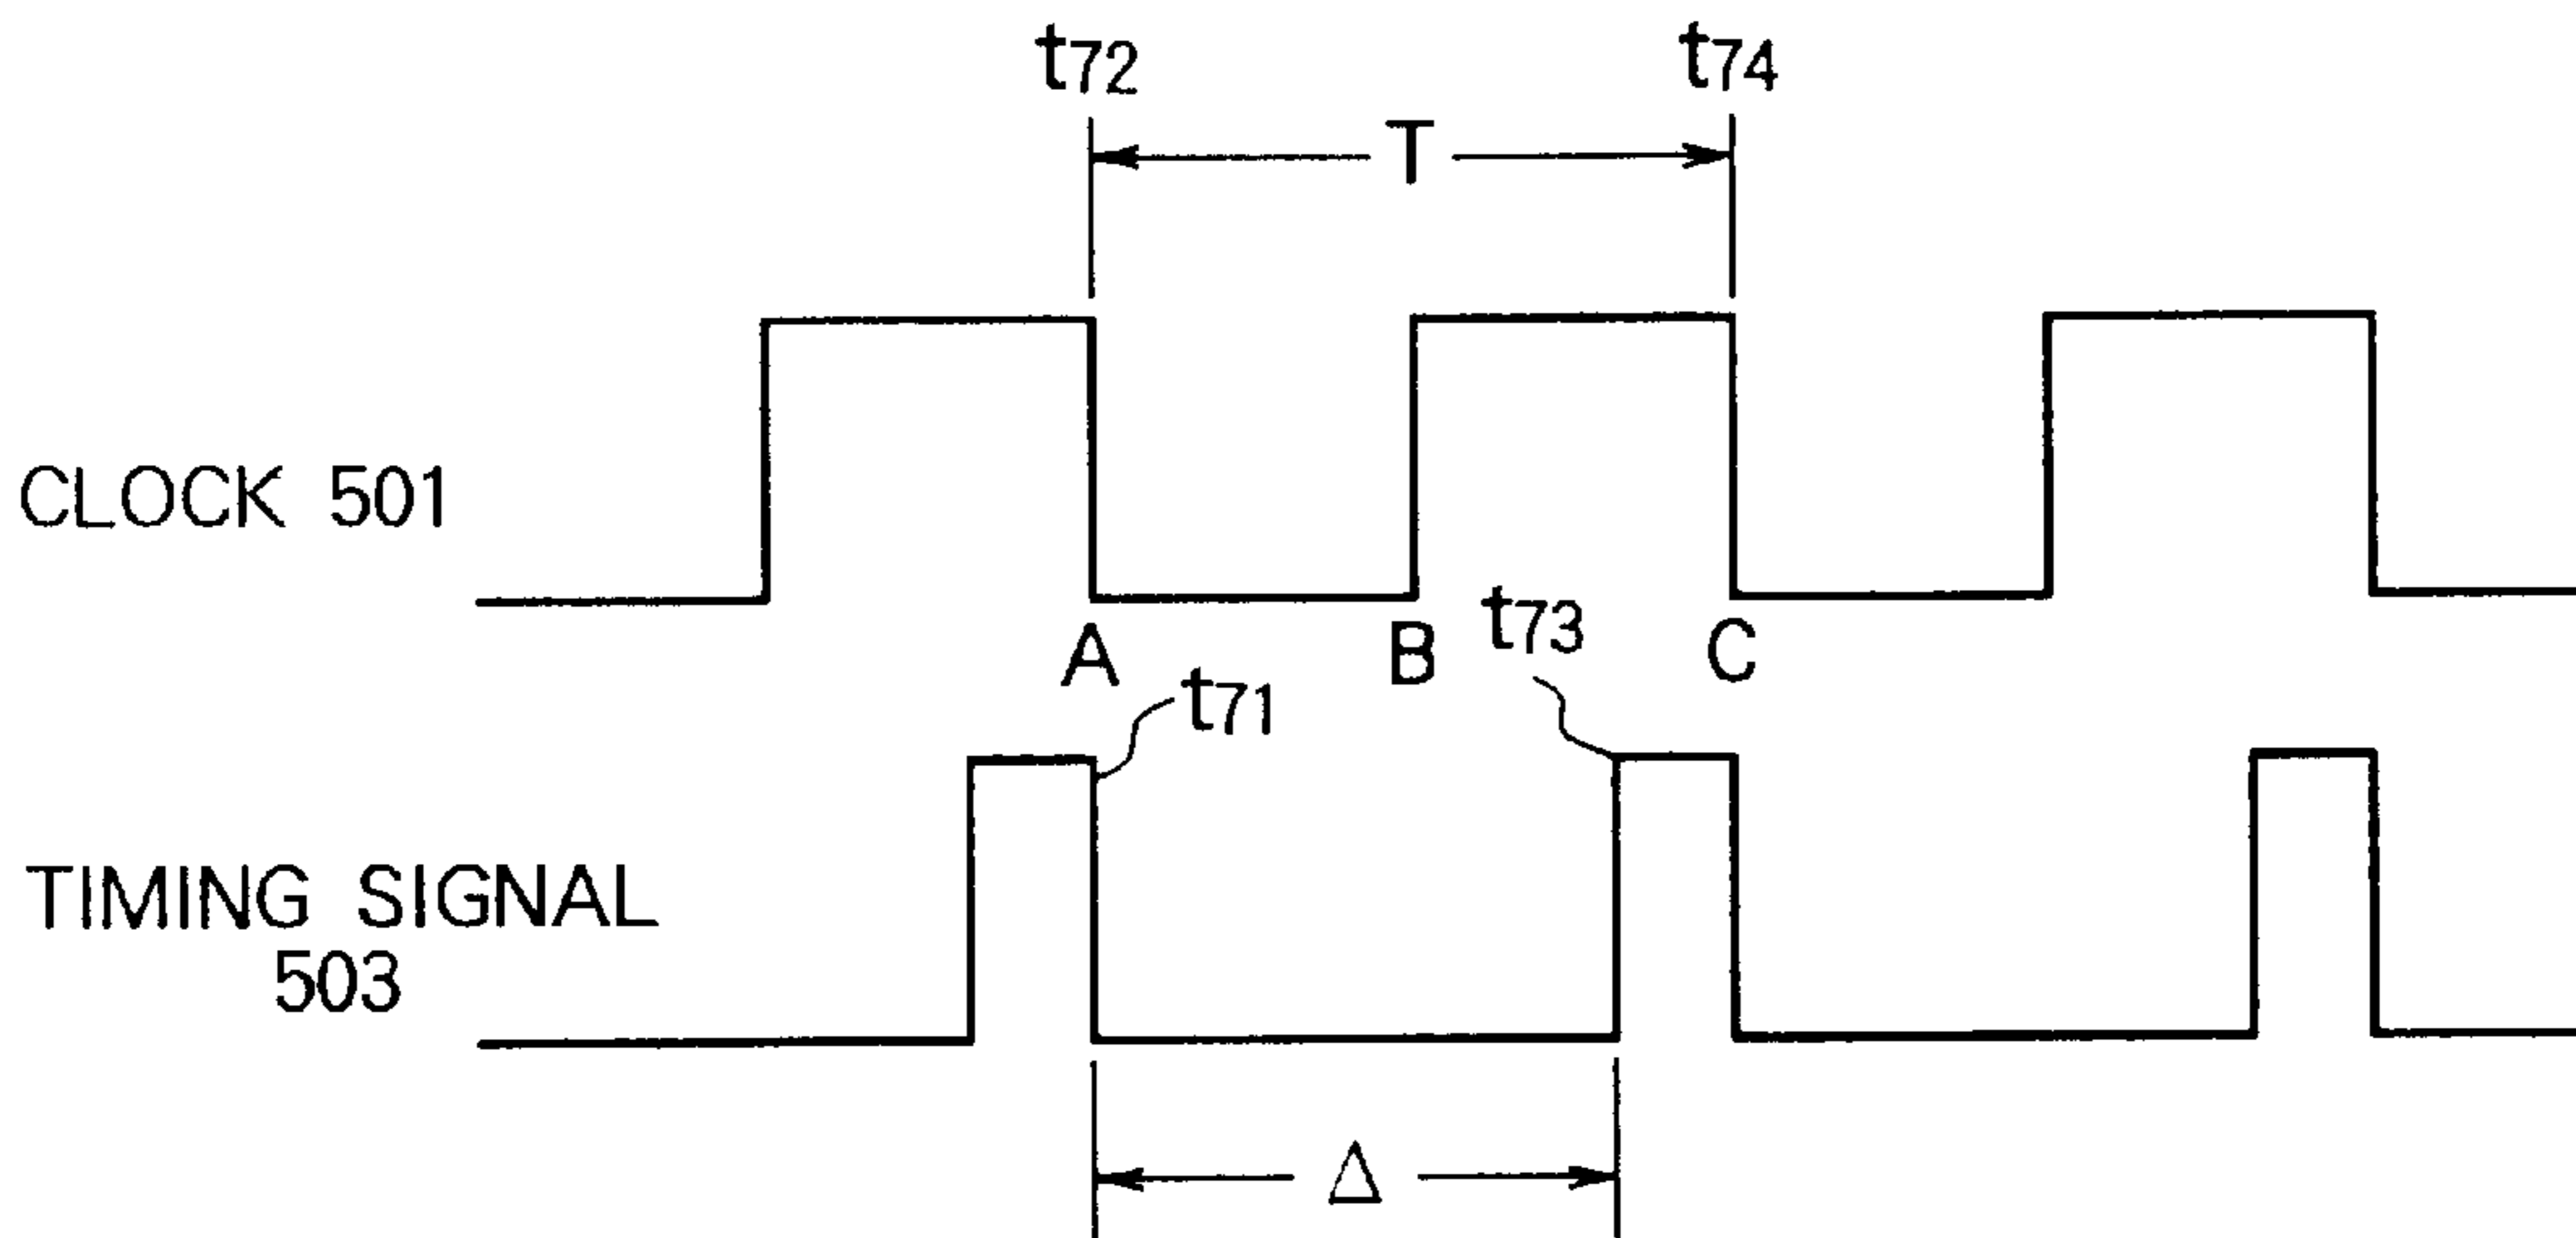 t72
t74
T
CLOCK 501
A
B
t73
C
t71
TIMING SIGNAL
503
Δ